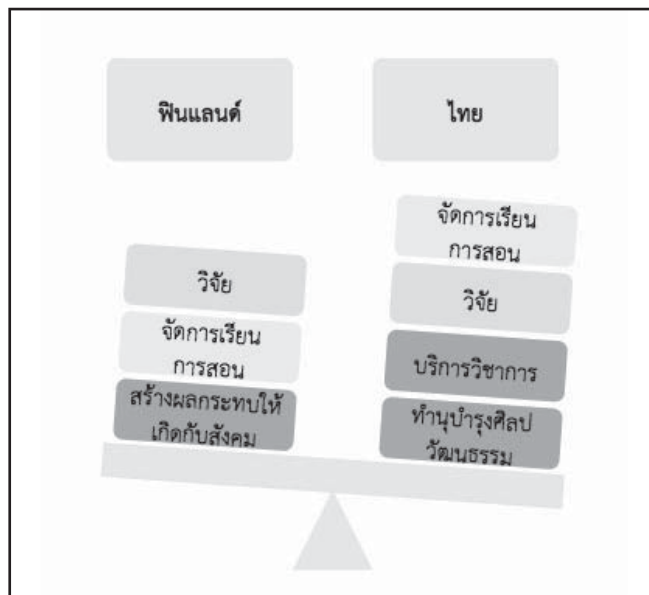 ฟินแลนด์
ไทย
วิจัย
จัดการเรียน
การสอน
สร้างผลกระทบให้
เกิดกับสังคม
จัดการเรียน
การสอน
วิจัย
บริการวิชาการ
ทำนุบำรุงศิลป
วัฒนธรรม